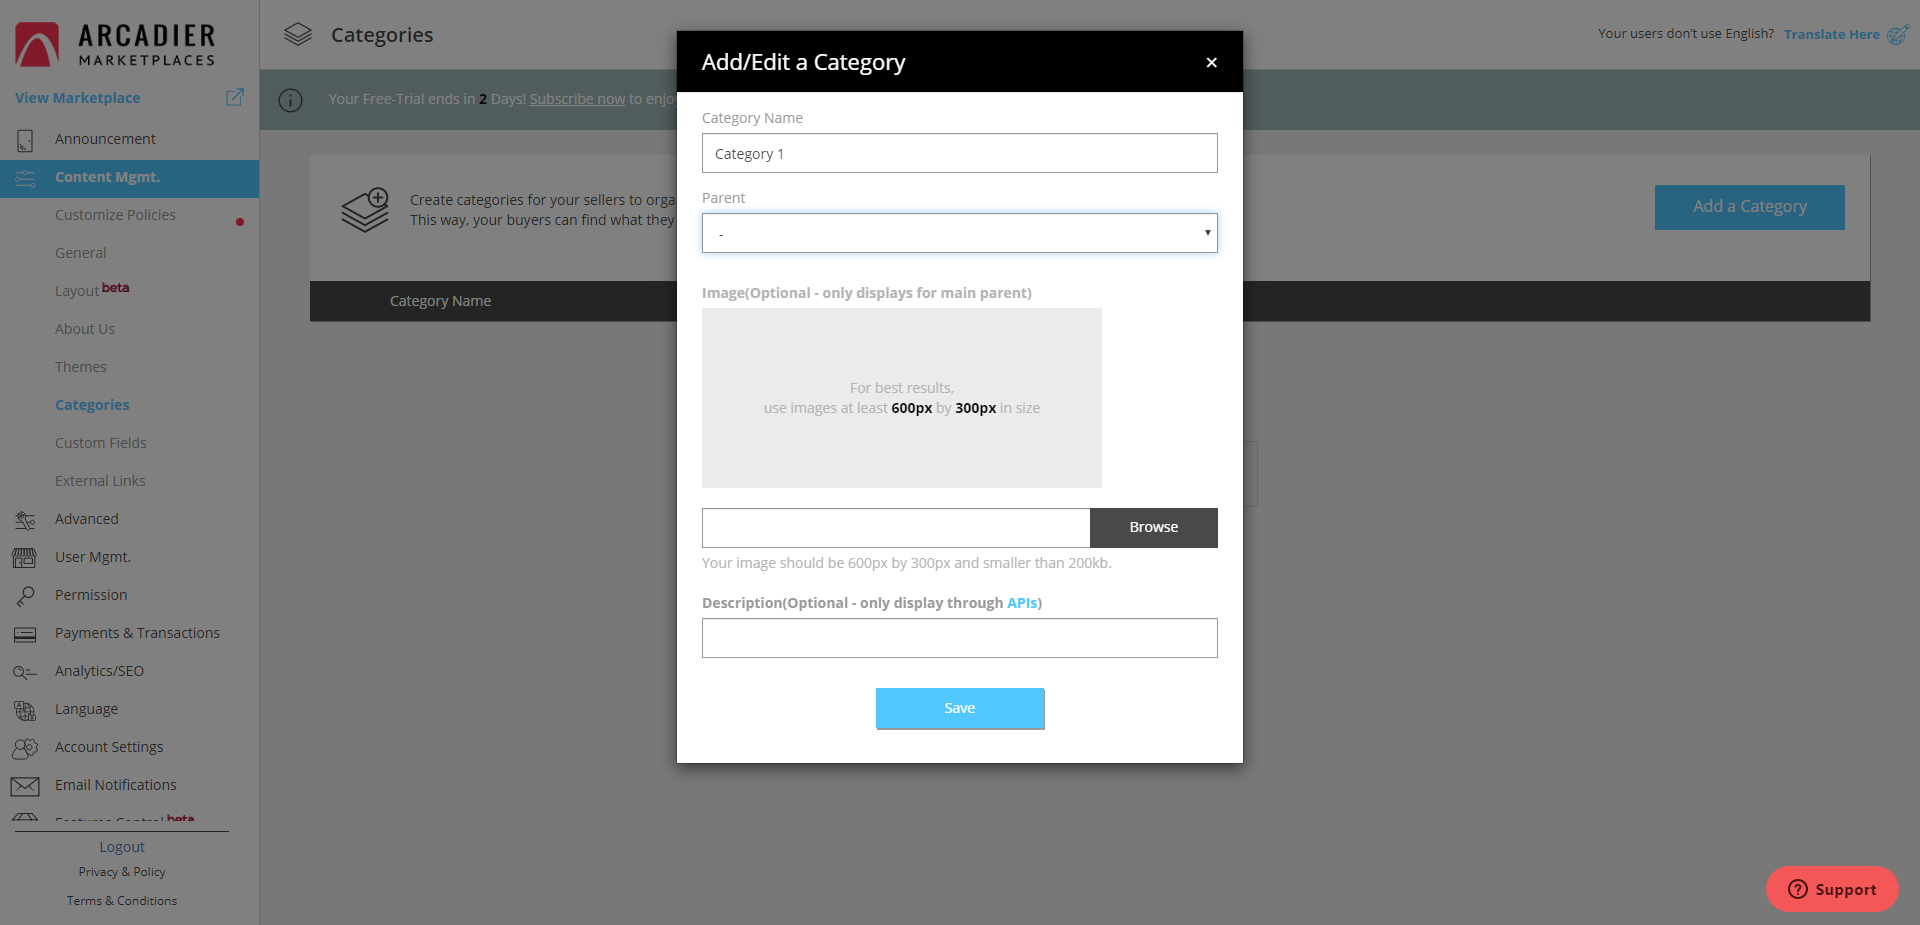 ARCADIER
MARKETPLACES
View Marketplace
Announcement
Content Mgmt.
Customize Policies
General
Layout beta
About Us
Themes
Categories
Custom Fields
External Links
Advanced
User Mgmt.
Permission
Payments & Transactions
Analytics/SEO
Language
Account Settings
Email Notifications
Features Control beta
Logout
Privacy & Policy
Terms & Conditions
Categories
Your users don't use English? Translate Here
Your Free-Trial ends in 2 Days! Subscribe now to enjoy
Create categories for your sellers to
This way, your buyers can find what they
Add a Category
Category Name
Add/Edit a Category
×
Category Name
Category 1
Parent
-
Image(Optional - only displays for main parent)
For best results,
use images at least 600px by 300px in size
Browse
Your image should be 600px by 300px and smaller than 200kb.
Description(Optional - only display through APIs)
Save
Support